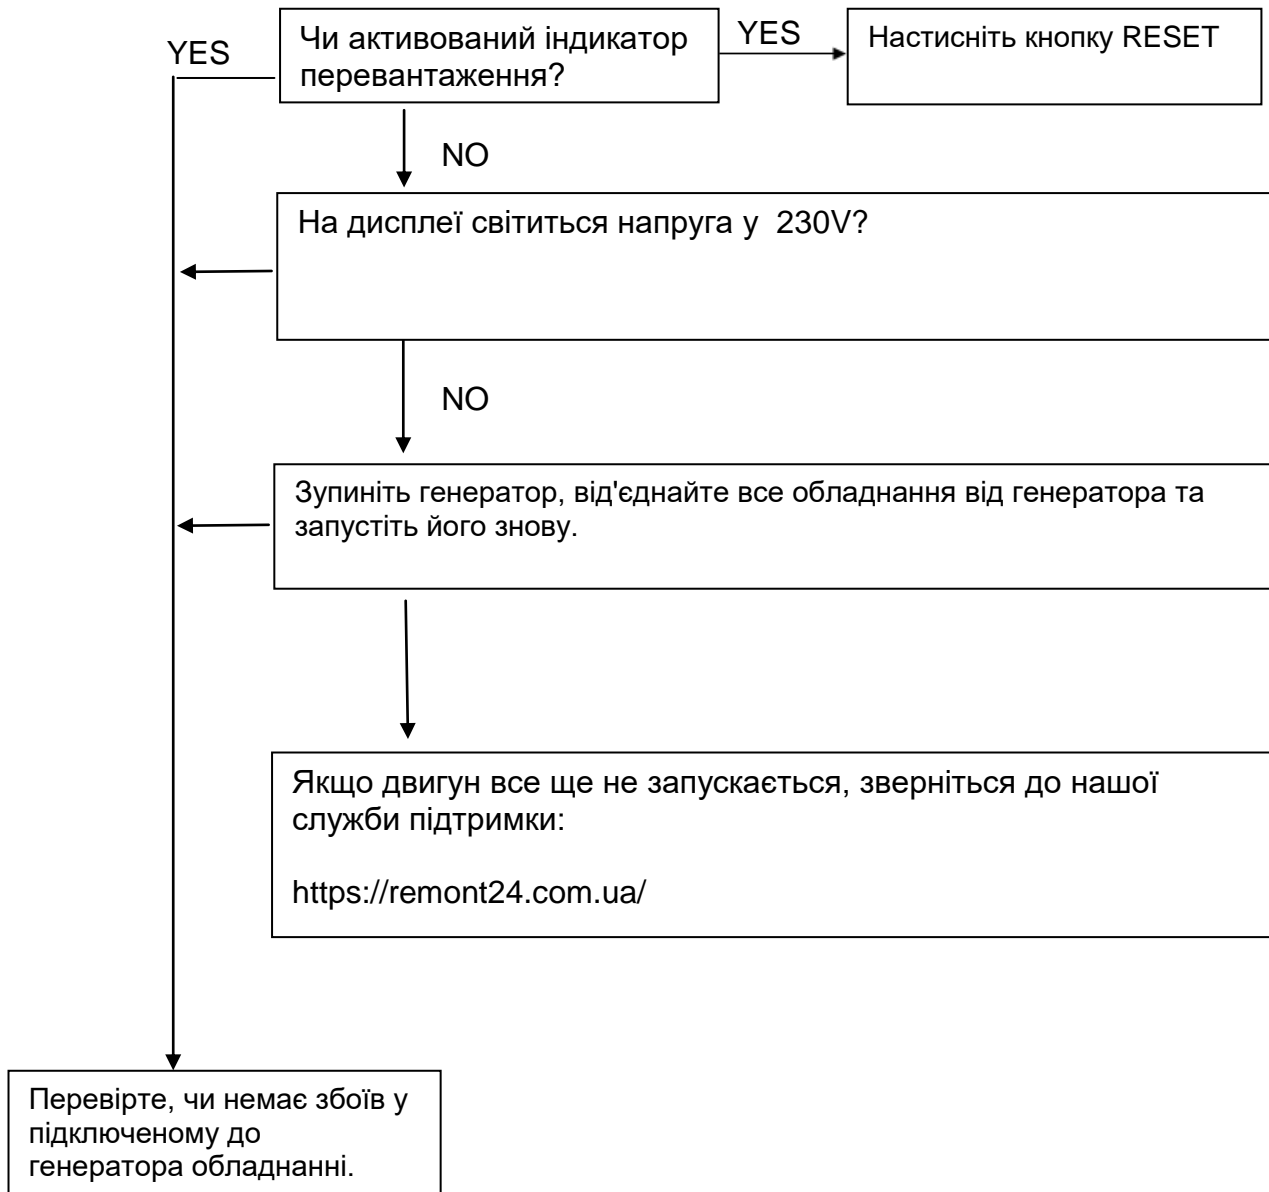 YES
Чи активований індикатор
перевантаження?
YES
Настисніть кнопку RESET
NO
На дисплеї світиться напруга у  230V?
NO
Зупиніть генератор, від'єднайте все обладнання від генератора та
запустіть його знову.
Якщо двигун все ще не запускається, зверніться до нашої
служби підтримки:
https://remont24.com.ua/
Перевірте, чи немає збоїв у
підключеному до
генератора обладнанні.